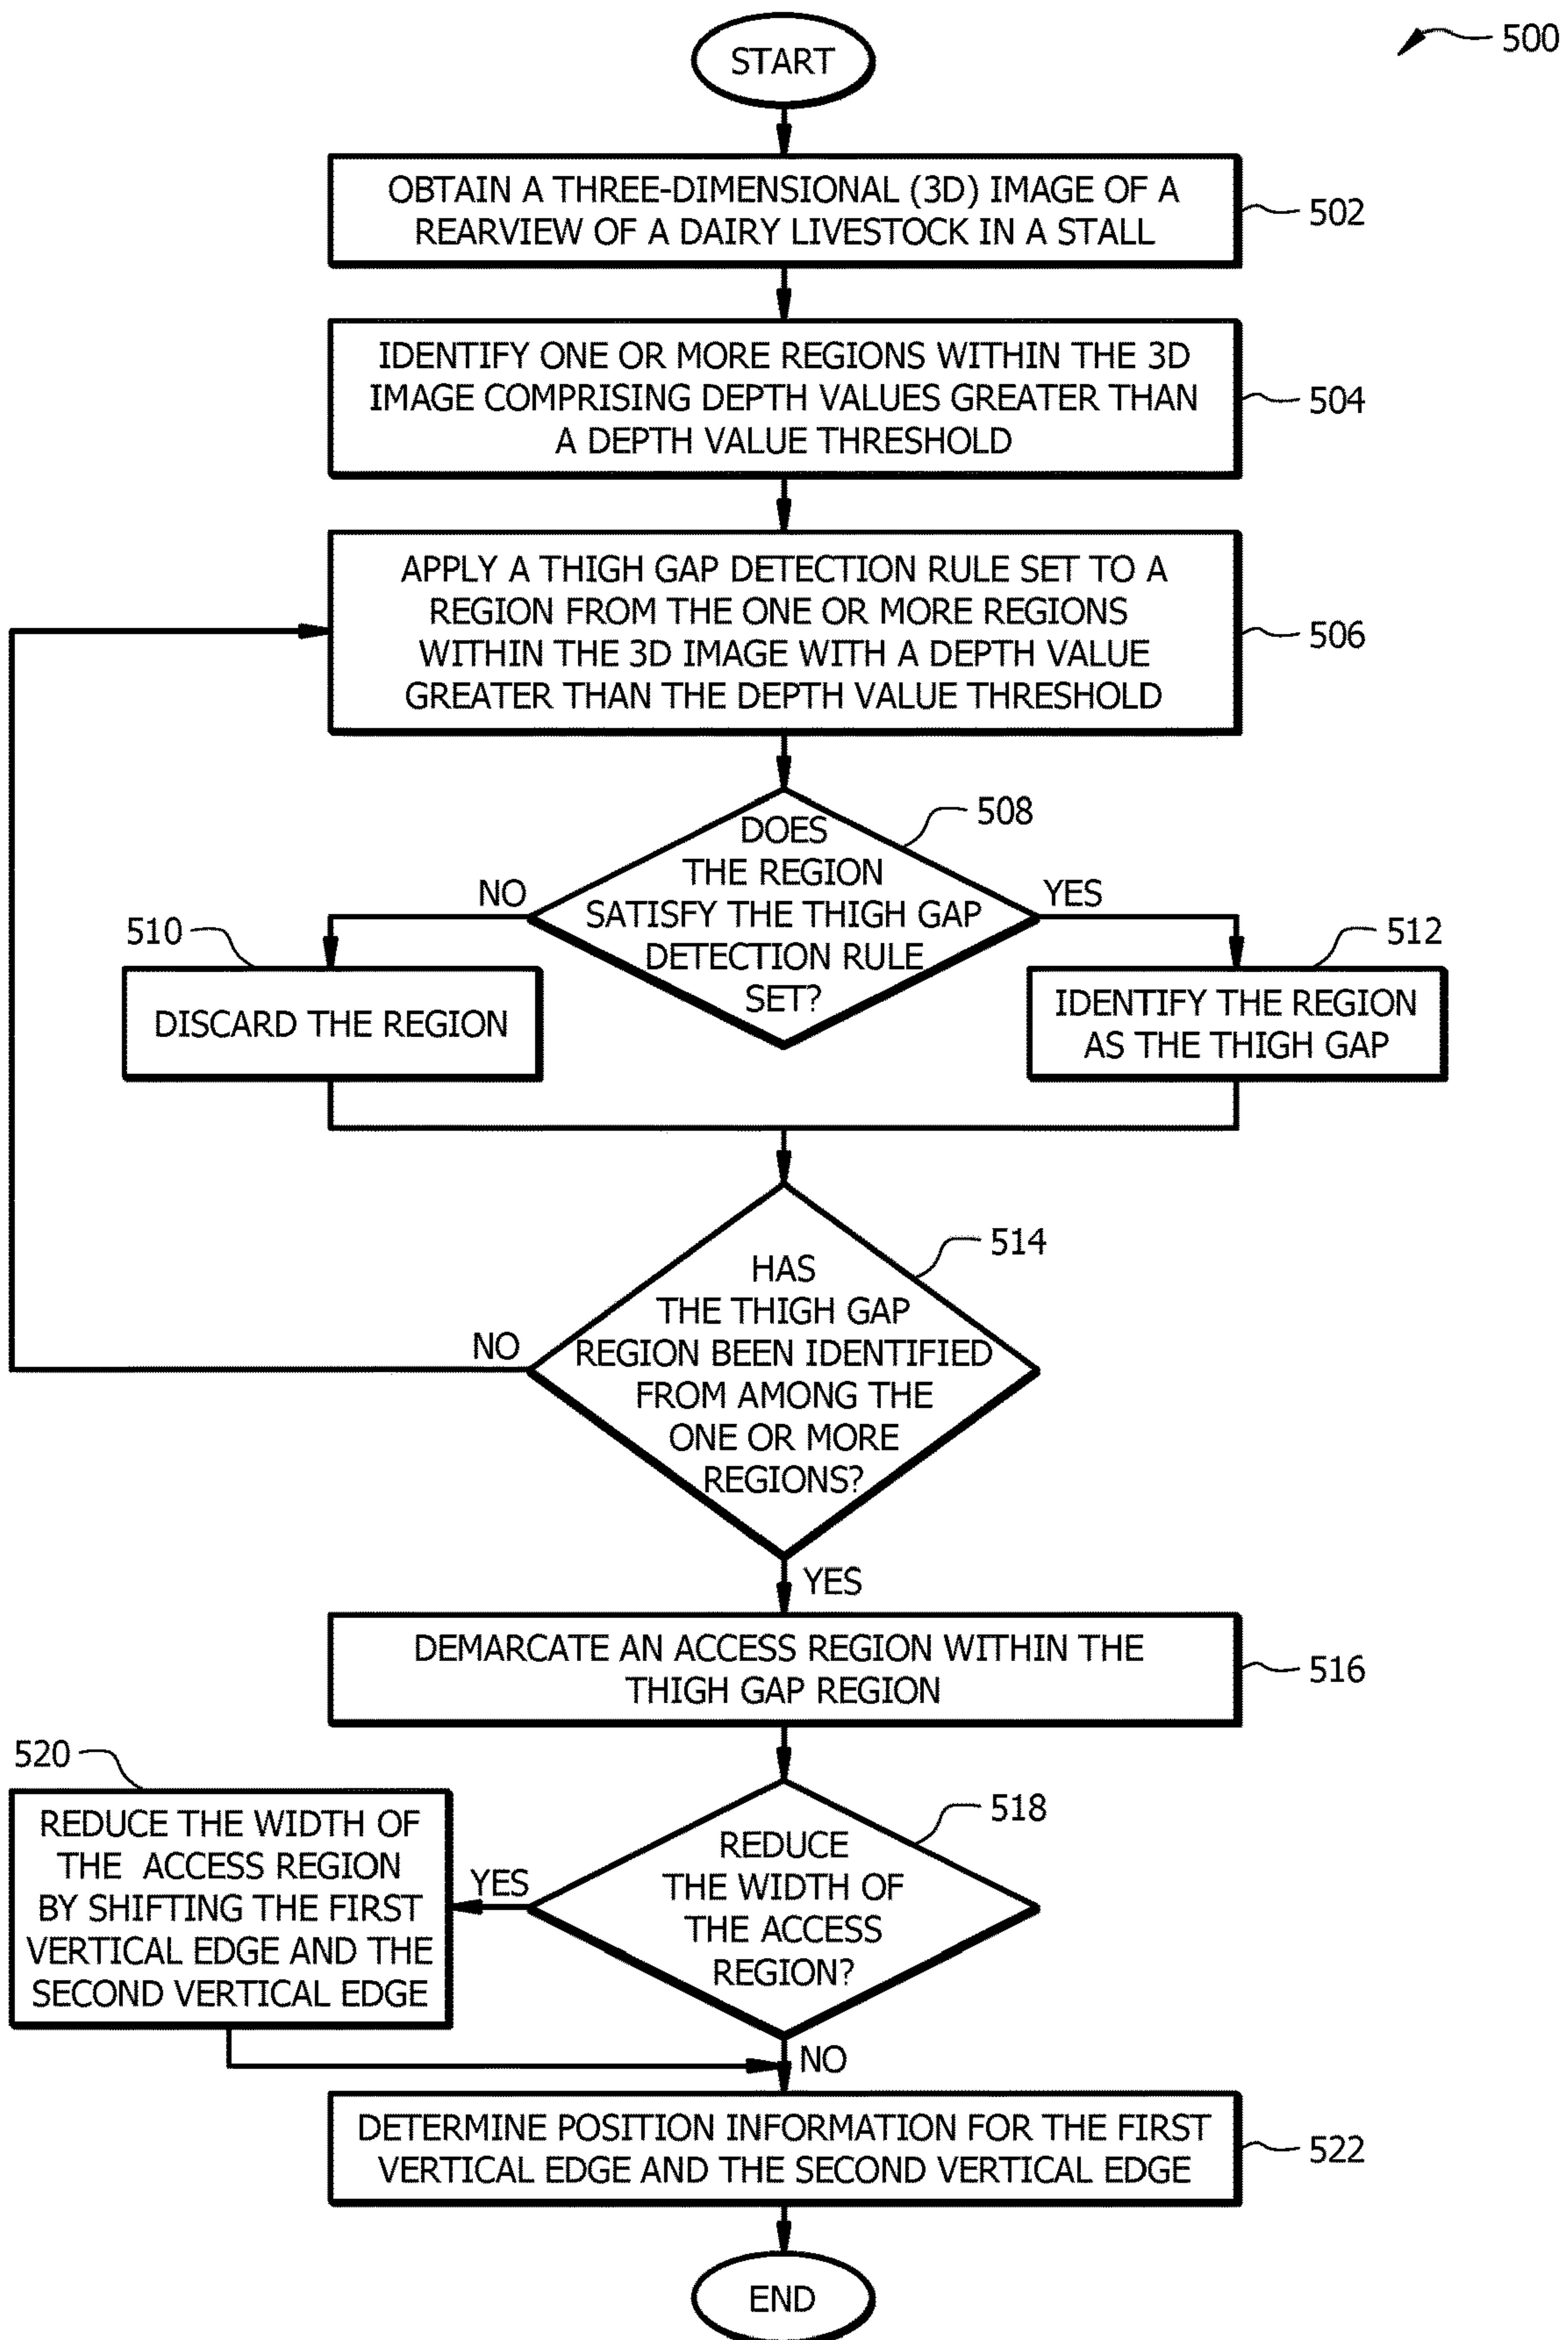 START
500
OBTAIN A THREE-DIMENSIONAL (3D) IMAGE OF A
REARVIEW OF A DAIRY LIVESTOCK IN A STALL
502
IDENTIFY ONE OR MORE REGIONS WITHIN THE 3D
IMAGE COMPRISING DEPTH VALUES GREATER THAN
A DEPTH VALUE THRESHOLD
504
APPLY A THIGH GAP DETECTION RULE SET TO A
REGION FROM THE ONE OR MORE REGIONS
WITHIN THE 3D IMAGE WITH A DEPTH VALUE
GREATER THAN THE DEPTH VALUE THRESHOLD
506
DOES
THE REGION
SATISFY THE THIGH GAP
DETECTION RULE
SET?
508
NO
YES
510
DISCARD THE REGION
512
IDENTIFY THE REGION
AS THE THIGH GAP
HAS
THE THIGH GAP
REGION BEEN IDENTIFIED
FROM AMONG THE
ONE OR MORE
REGIONS?
514
NO
YES
DEMARCATE AN ACCESS REGION WITHIN THE
THIGH GAP REGION
516
520
REDUCE THE WIDTH OF
THE ACCESS REGION
BY SHIFTING THE FIRST
VERTICAL EDGE AND THE
SECOND VERTICAL EDGE
YES
REDUCE
THE WIDTH OF
THE ACCESS
REGION?
518
NO
DETERMINE POSITION INFORMATION FOR THE FIRST
VERTICAL EDGE AND THE SECOND VERTICAL EDGE
522
END